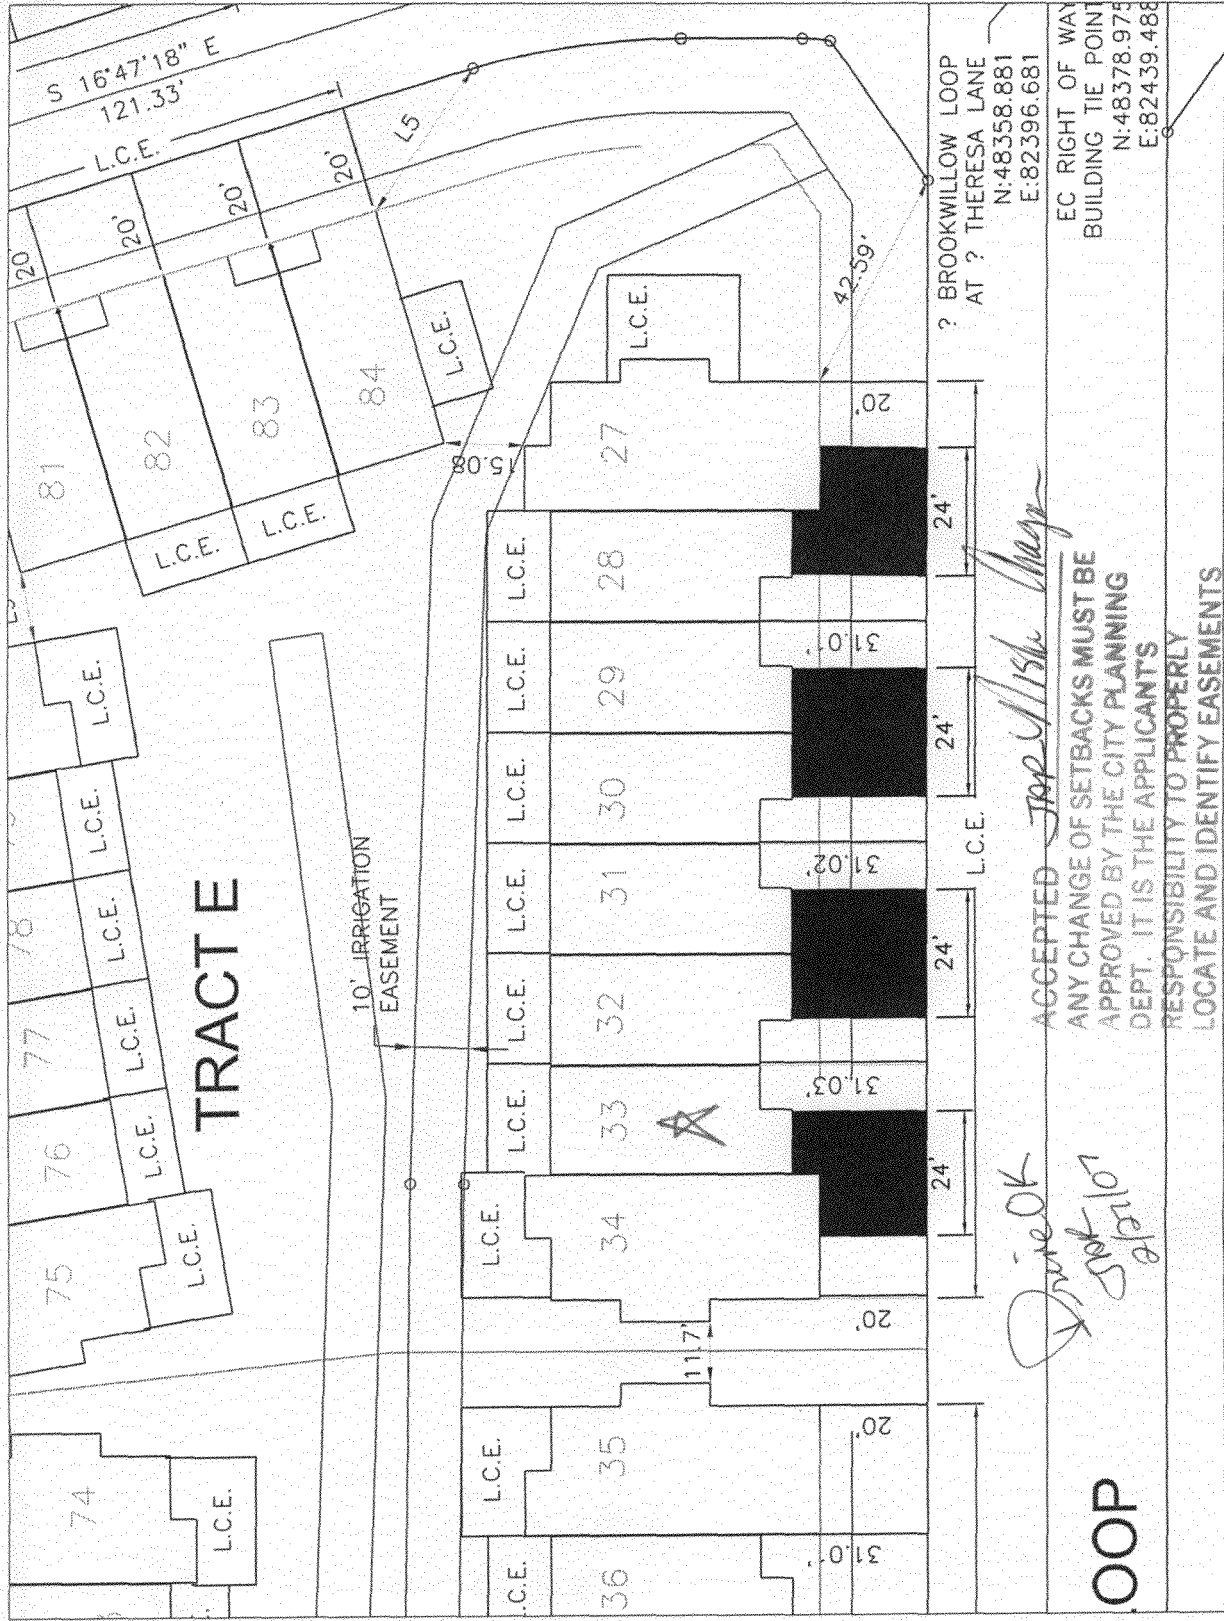 S 16°47'18" E
121.33'
L.C.E.
20'
20'
20'
20'
L5
81
82
83
84
L.C.E.
L.C.E.
L.C.E.
15.08
L.C.E.
L.C.E.
L.C.E.
L.C.E.
L.C.E.
78
77
76
75
74
L.C.E.
L.C.E.
TRACT E
10' IRRIGATION
EASEMENT
L.C.E.
L.C.E.
L.C.E.
L.C.E.
L.C.E.
L.C.E.
L.C.E.
L.C.E.
L.C.E.
.C.E.
27
28
29
30
31
32
33
34
35
36
11.7'
20'
31.01'
31.02'
31.03'
20'
20'
31.01'
42.59'
24'
24'
24'
24'
L.C.E.
? BROOKWILLOW LOOP
AT ? THERESA LANE
N:48358.881
E:82396.681
EC RIGHT OF WAY
BUILDING TIE POINT
N:48378.975
E:82439.488
ACCEPTED
ANY CHANGE OF SETBACKS MUST BE
APPROVED BY THE CITY PLANNING
DEPT. IT IS THE APPLICANT'S
RESPONSIBILITY TO PROPERLY
LOCATE AND IDENTIFY EASEMENTS
Drive OK
.OOP